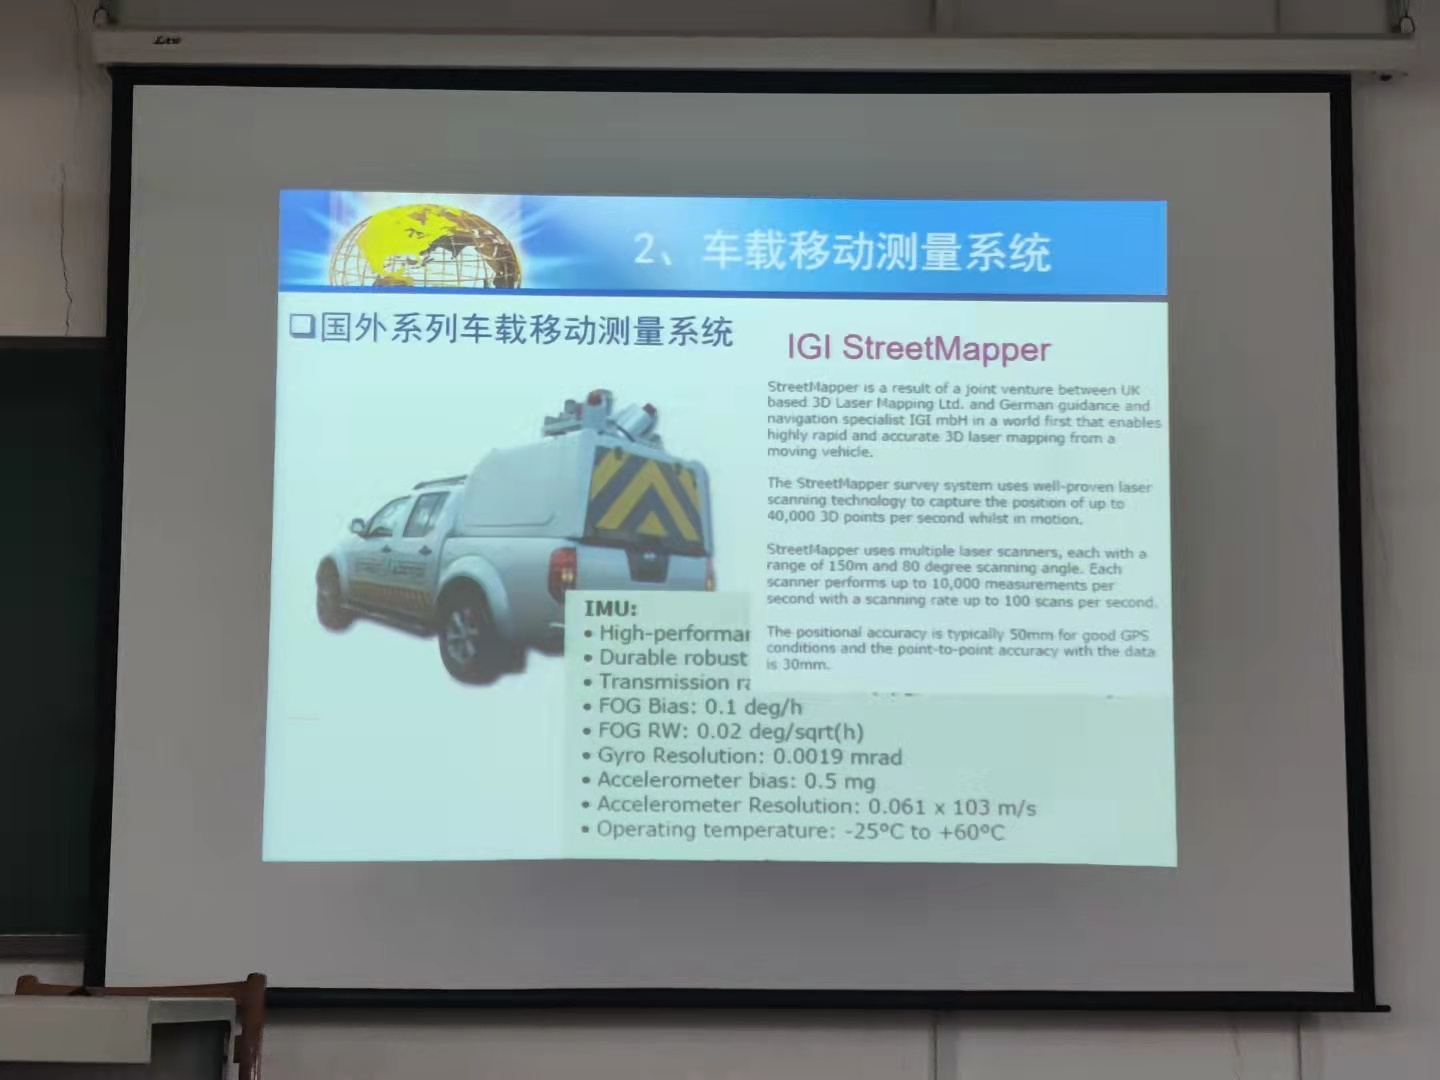 2、车载移动测量系统
❑国外系列车载移动测量系统
IGI StreetMapper
StreetMapper is a result of a joint venture between UK
based 3D Laser Mapping Ltd. and German guidance and
navigation specialist IGI mbH in a world first that enables
highly rapid and accurate 3D laser mapping from a
moving vehicle.
The StreetMapper survey system uses well-proven laser
scanning technology to capture the position of up to
40,000 3D points per second whilst in motion.
StreetMapper uses multiple laser scanners, each with a
range of 150m and 80 degree scanning angle. Each
scanner performs up to 10,000 measurements per
second with a scanning rate up to 100 scans per second.
The positional accuracy is typically 50mm for good GPS
conditions and the point-to-point accuracy with the data
is 30mm.
IMU:
• High-performa
• Durable robust
• Transmission ra
• FOG Bias: 0.1 deg/h
• FOG RW: 0.02 deg/sqrt(h)
• Gyro Resolution: 0.0019 mrad
• Accelerometer bias: 0.5 mg
• Accelerometer Resolution: 0.061 x 103 m/s
• Operating temperature: -25ºC to +60ºC